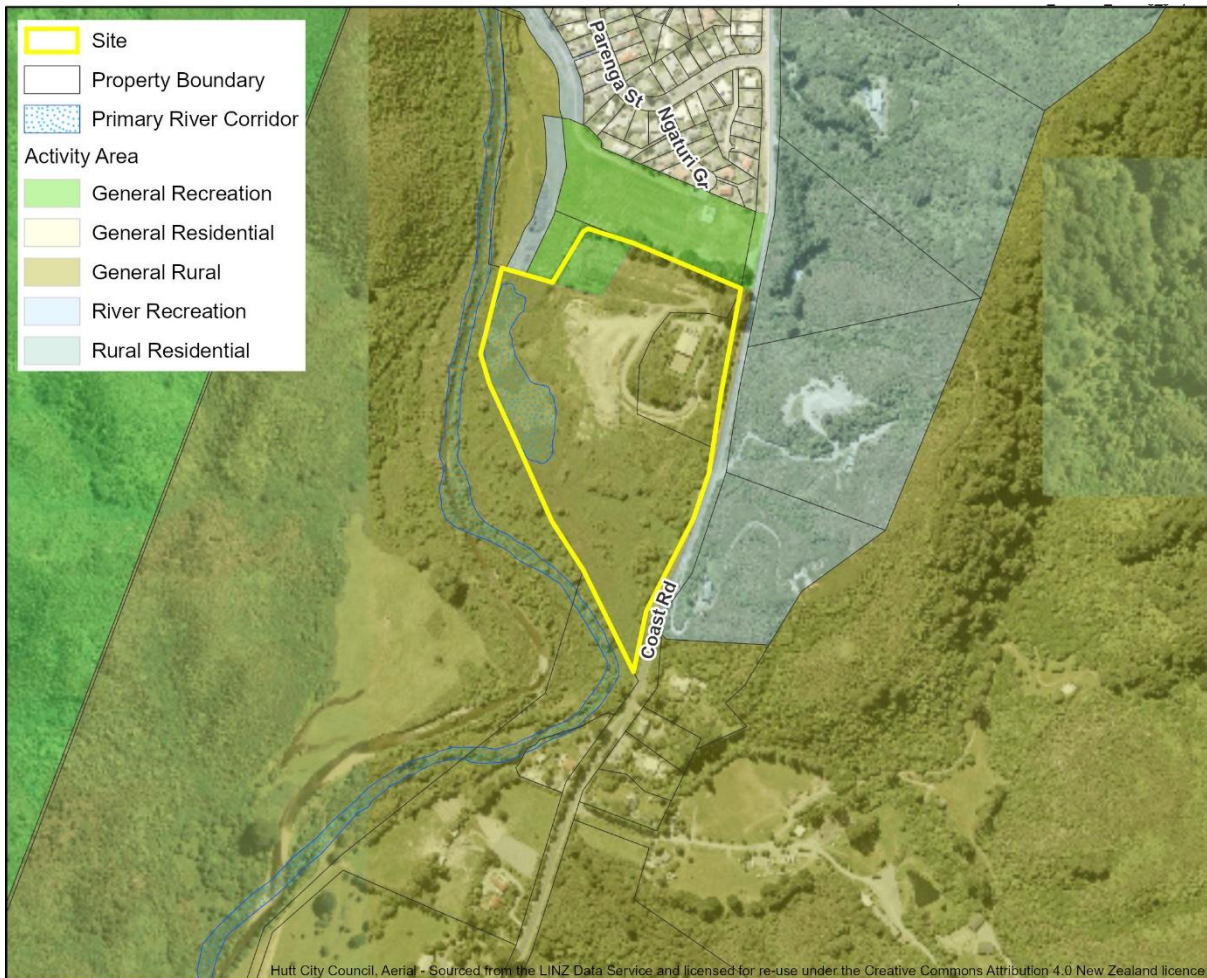 Site
Property Boundary
Primary River Corridor
Activity Area
General Recreation
General Residential
General Rural
River Recreation
Rural Residential
Parenga St
Ngaturi Gr
Coast Rd
Hutt City Council, Aerial - Sourced from the LINZ Data Service and licensed for re-use under the Creative Commons Attribution 4.0 New Zealand licence